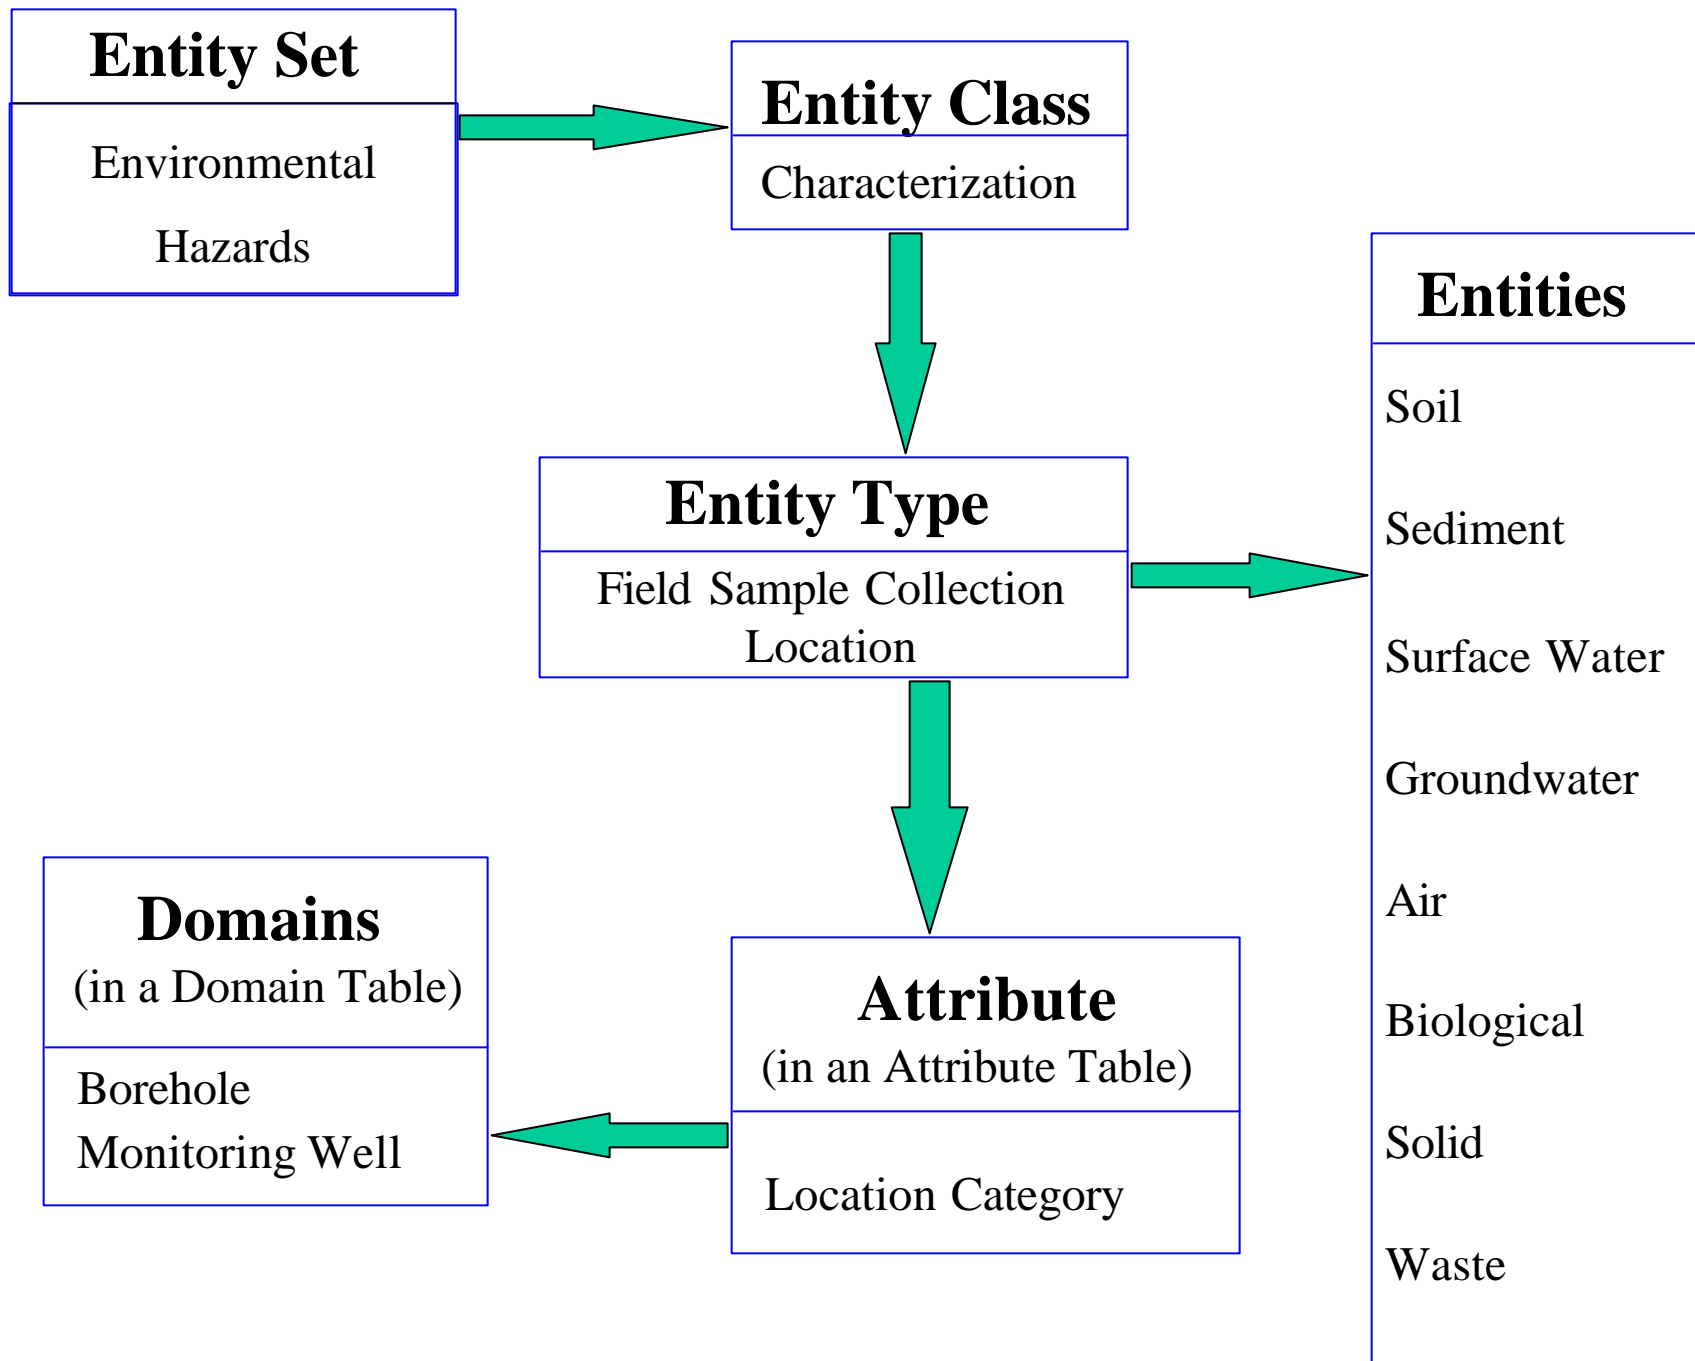 Entity Set
Environmental
Hazards
Entity Class
Characterization
Entity Type
Field Sample Collection
Location
Entities
Soil
Sediment
Surface Water
Groundwater
Air
Biological
Solid
Waste
Attribute
(in an Attribute Table)
Location Category
Domains
(in a Domain Table)
Borehole
Monitoring Well